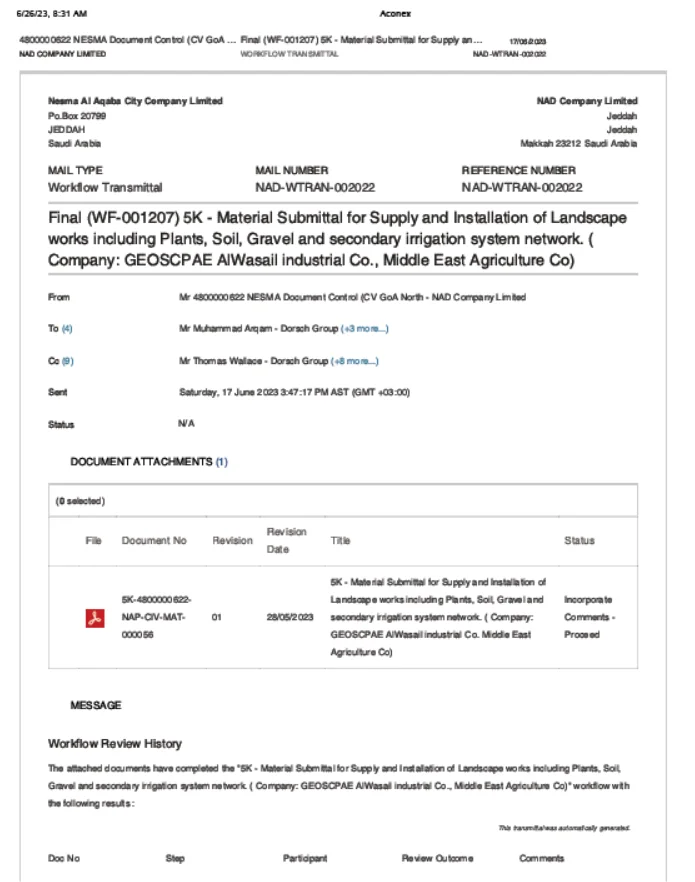 6/26/23, 8:31 AM Aconex
4800000622 NESMA Document Control (CV GoA ... Final (WF-001207) 5K - Material Submittal for Supply an... 17/06/2023
NAD COMPANY LIMITED WORKFLOW TRANSMITTAL NAD-WTRAN-002022
Nesma Al Aqaba City Company Limited NAD Company Limited
Po.Box 20799 Jeddah
JEDDAH Jeddah
Saudi Arabia Makkah 23212 Saudi Arabia
MAIL TYPE MAIL NUMBER REFERENCE NUMBER
Workflow Transmittal NAD-WTRAN-002022 NAD-WTRAN-002022
Final (WF-001207) 5K - Material Submittal for Supply and Installation of Landscape
works including Plants, Soil, Gravel and secondary irrigation system network. (
Company: GEOSCPAE AlWasail industrial Co., Middle East Agriculture Co)
From Mr 4800000622 NESMA Document Control (CV GoA North - NAD Company Limited
To (4) Mr Muhammad Arqam - Dorsch Group (+3 more...)
Cc (9) Mr Thomas Wallace - Dorsch Group (+8 more...)
Sent Saturday, 17 June 2023 3:47:17 PM AST (GMT +03:00)
Status N/A
DOCUMENT ATTACHMENTS (1)
(0 selected)
File Document No Revision Revision Date Title Status
5K-4800000622-NAP-CIV-MAT-000056 01 28/05/2023
5K - Material Submittal for Supply and Installation of
Landscape works including Plants, Soil, Gravel and
secondary irrigation system network. ( Company:
GEOSCPAE AlWasail industrial Co. Middle East
Agriculture Co)
Incorporate
Comments -
Proceed
MESSAGE
Workflow Review History
The attached documents have completed the "5K - Material Submittal for Supply and Installation of Landscape works including Plants, Soil,
Gravel and secondary irrigation system network. ( Company: GEOSCPAE AlWasail industrial Co., Middle East Agriculture Co)" workflow with
the following results:
This transmittal was automatically generated.
Doc No Step Participant Review Outcome Comments